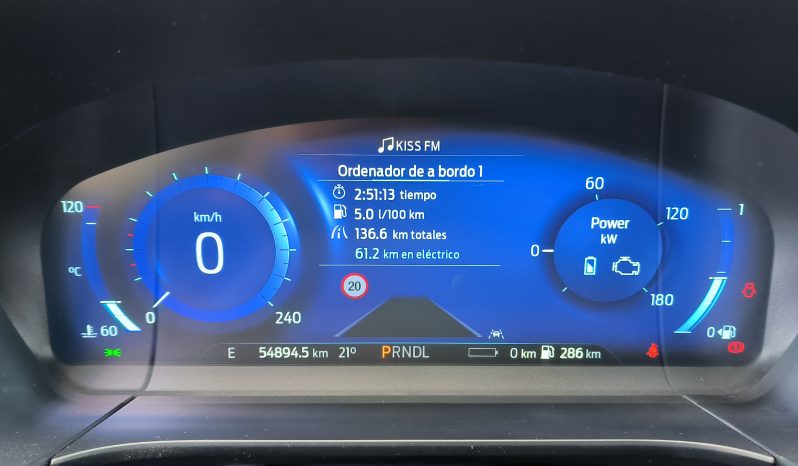 KISS FM
Ordenador de a bordo 1
2:51:13 tiempo
5.0 l/100 km
136.6 km totales
61.2 km en eléctrico
20
120
°C
60
km/h
0
0
240
60
0
120
180
Power
kW
1
0
E 54894.5 km 21° PRNDL 0 km 286 km